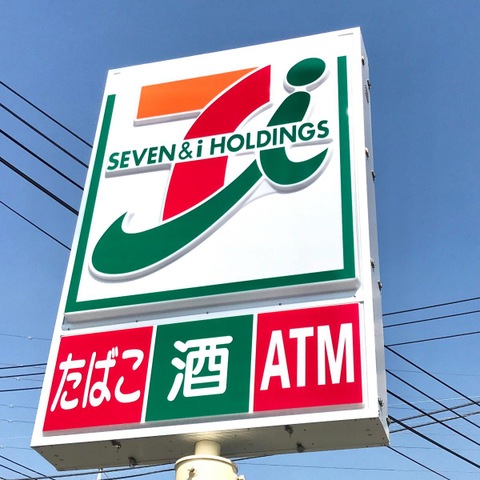 SEVEN & i HOLDINGS
たばこ 酒 ATM